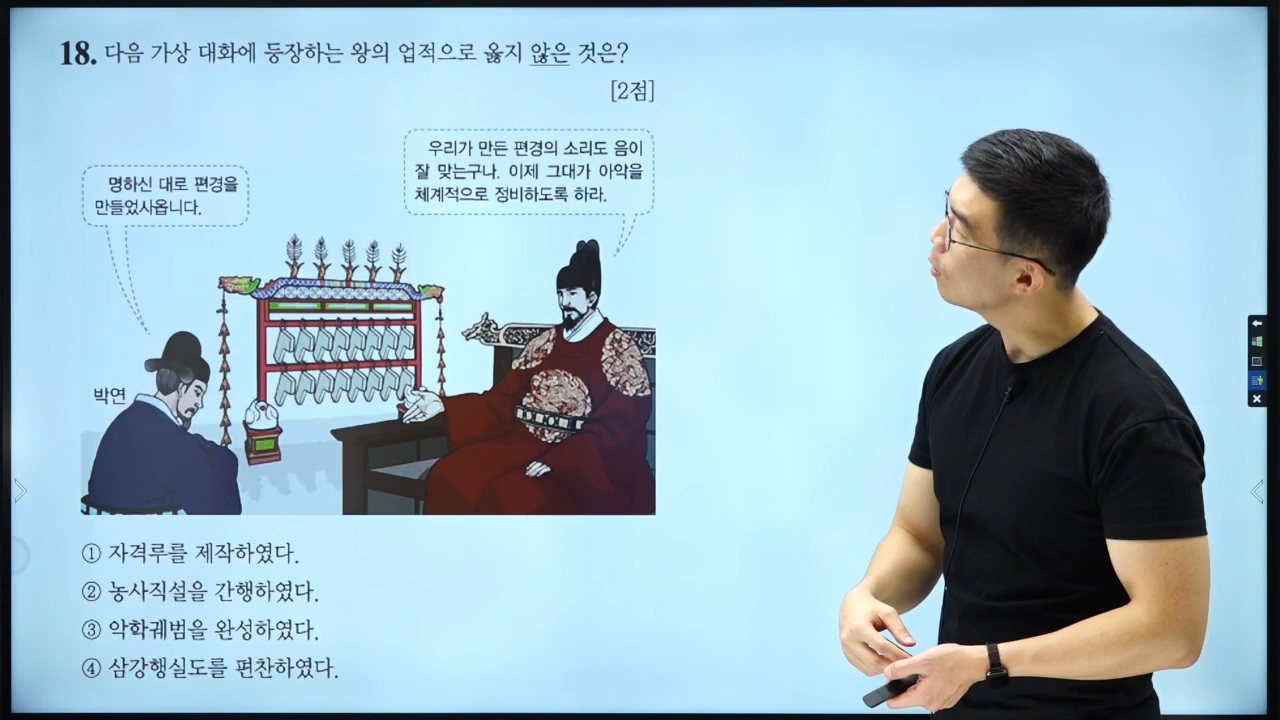 18. 다음 가상 대화에 등장하는 왕의 업적으로 옳지 않은 것은?
[2점]
명하신 대로 편경을
만들었사옵니다.
우리가 만든 편경의 소리도 음이
잘 맞는구나. 이제 그대가 아악을
체계적으로 정비하도록 하라.
박연
① 자격루를 제작하였다.
② 농사직설을 간행하였다.
③ 악학궤범을 완성하였다.
④ 삼강행실도를 편찬하였다.